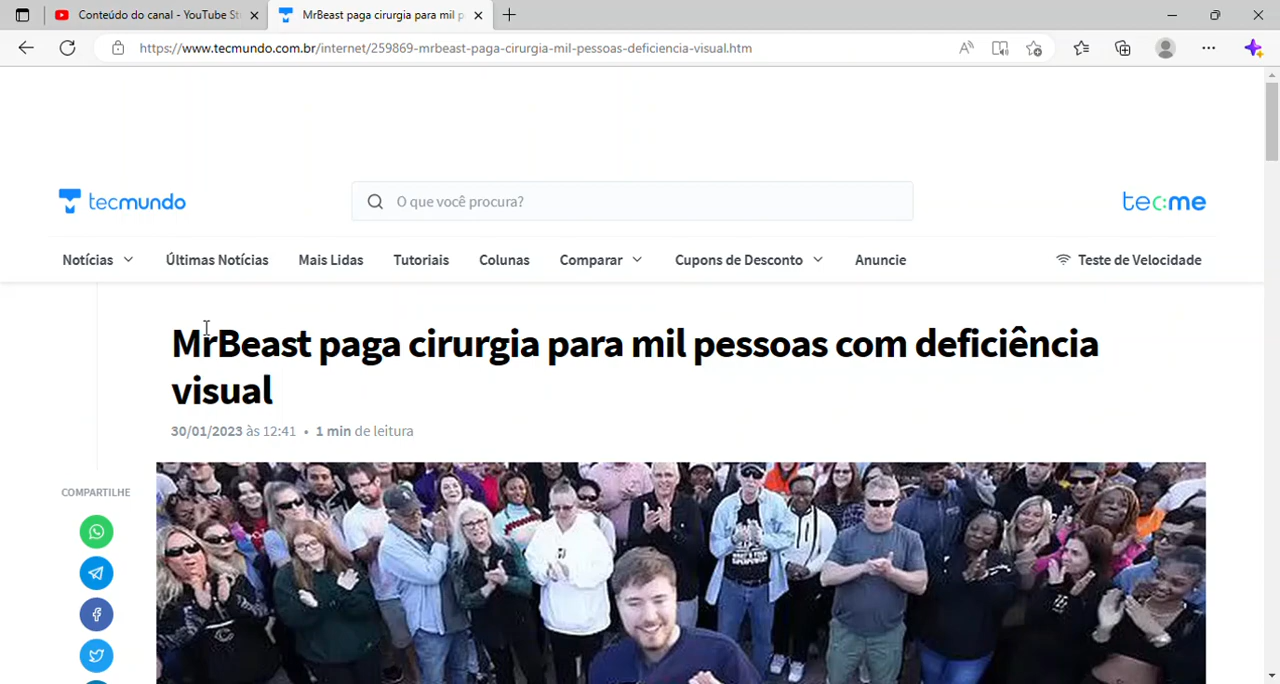 Conteúdo do canal - YouTube St
MrBeast paga cirurgia para mil p
https://www.tecmundo.com.br/internet/259869-mrbeast-paga-cirurgia-mil-pessoas-deficiencia-visual.htm
tecmundo
O que você procura?
tec:me
Notícias Últimas Notícias Mais Lidas Tutoriais Colunas Comparar Cupons de Desconto Anuncie Teste de Velocidade
MrBeast paga cirurgia para mil pessoas com deficiência
visual
30/01/2023 às 12:41 • 1 min de leitura
COMPARTILHE